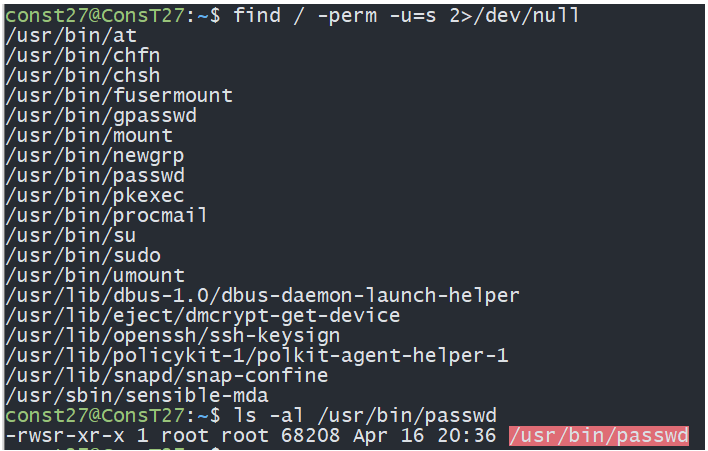 const27@ConsT27:~$ find / -perm -u=s 2>/dev/null
/usr/bin/at
/usr/bin/chfn
/usr/bin/chsh
/usr/bin/fusermount
/usr/bin/gpasswd
/usr/bin/mount
/usr/bin/newgrp
/usr/bin/passwd
/usr/bin/pkexec
/usr/bin/procmail
/usr/bin/su
/usr/bin/sudo
/usr/bin/umount
/usr/lib/dbus-1.0/dbus-daemon-launch-helper
/usr/lib/eject/dmcrypt-get-device
/usr/lib/openssh/ssh-keysign
/usr/lib/policykit-1/polkit-agent-helper-1
/usr/lib/snapd/snap-confine
/usr/sbin/sensible-mda
const27@ConsT27:~$ ls -al /usr/bin/passwd
-rwsr-xr-x 1 root root 68208 Apr 16 20:36 /usr/bin/passwd